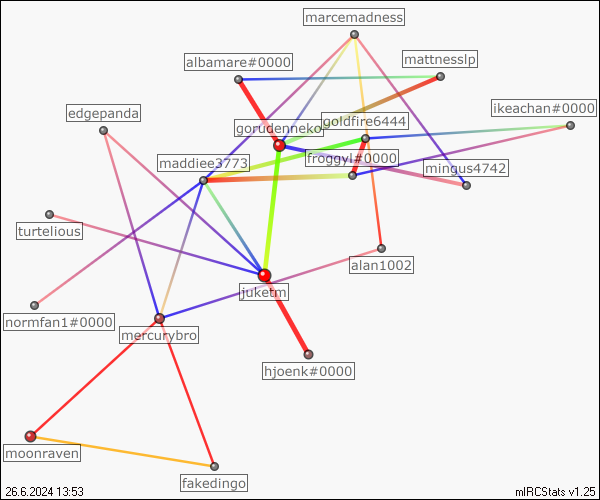 marcemadness
albamare#0000
mattnesslp
edgepanda
ikeachan#0000
gorudenneko
goldfire6444
maddiee3773
froggyl#0000
mingus4742
turtelious
alan1002
juketm
normfan1#0000
mercurybro
hjoenk#0000
moonraven
fakedingo
26.6.2024 13:53
mIRCStats v1.25